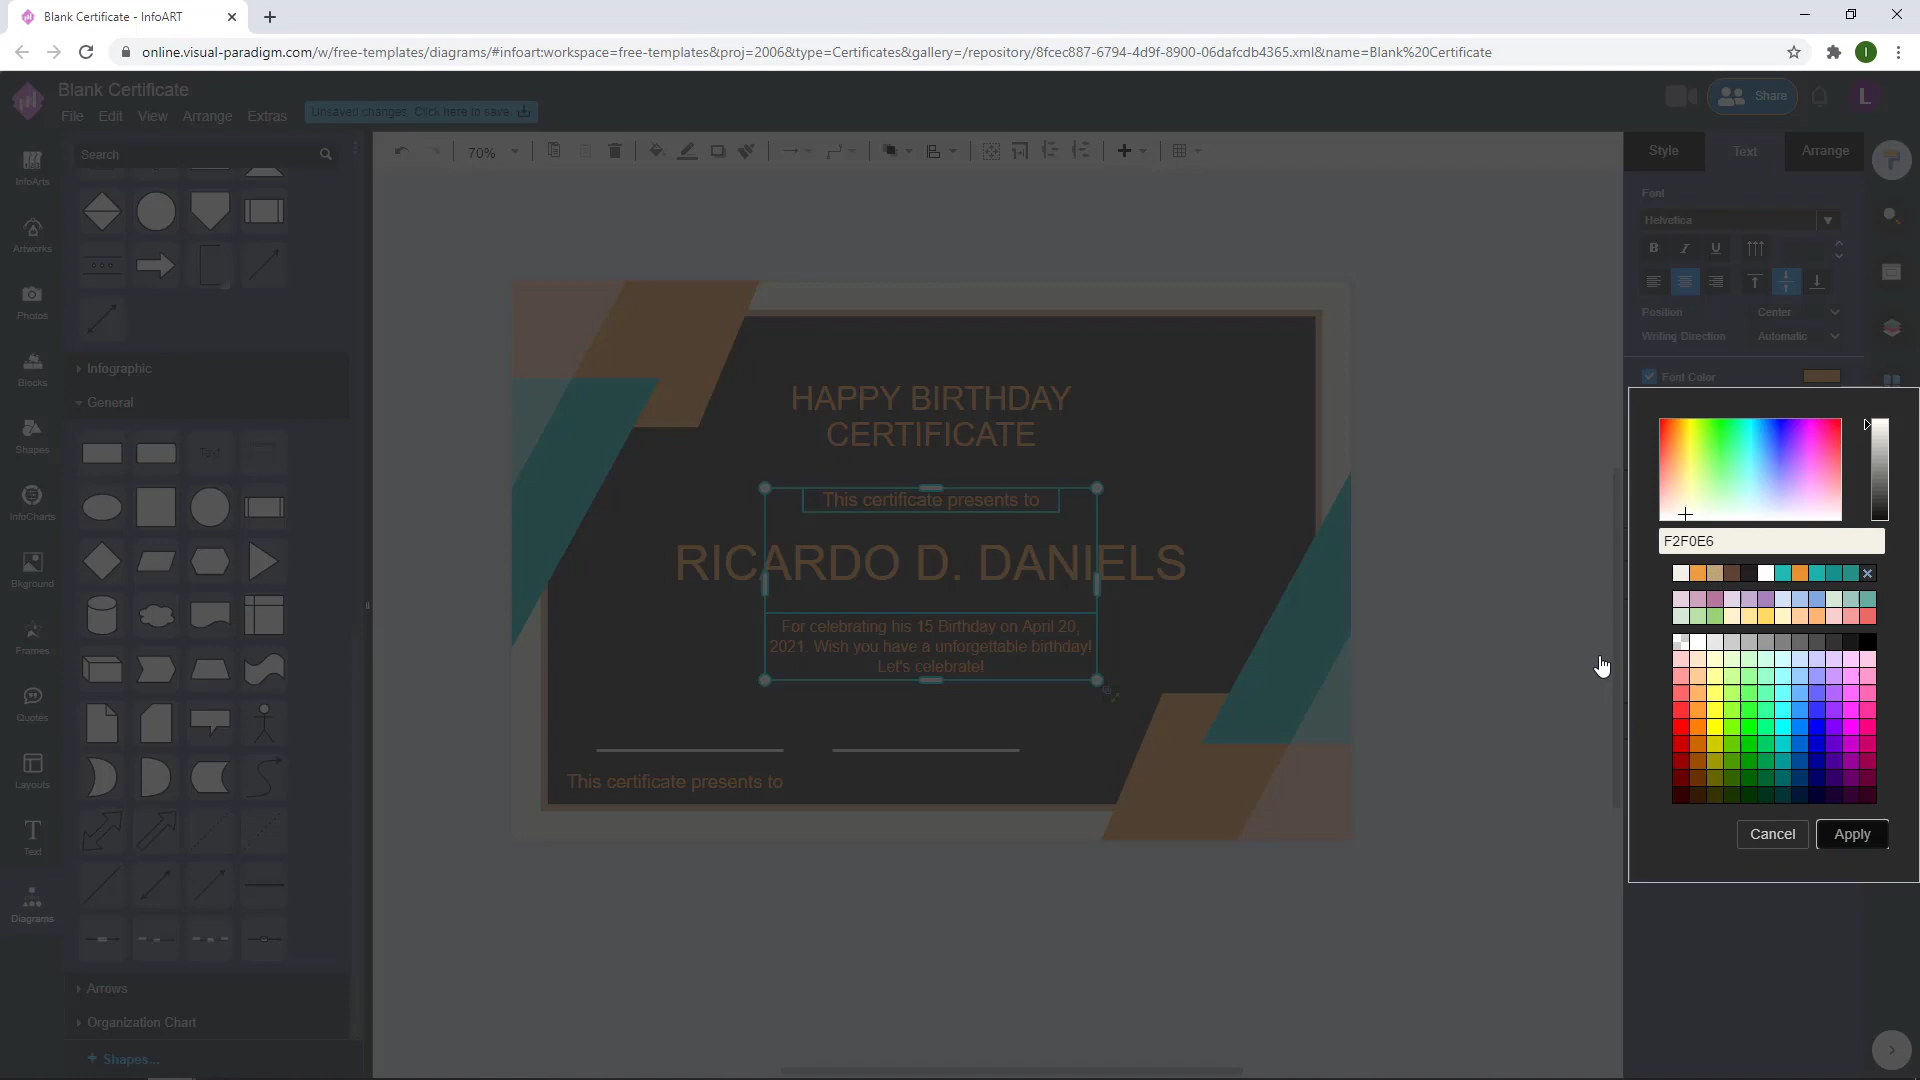 Blank Certificate - InfoART
online.visual-paradigm.com/w/free-templates/diagrams/#infoart:workspace=free-templates&proj=2006&type=Certificates&gallery=/repository/8fcec887-6794-4d9f-8900-06dafcdb4365.xml&name=Blank%20Certificate
I
Blank Certificate
File Edit View Arrange Extras
Unsaved changes. Click here to save.
Share
L
Search
70%
Style
Text
Arrange
InfoArts
Artworks
Photos
Blocks
Shapes
InfoCharts
Bkground
Frames
Quotes
Layouts
Text
Diagrams
Infographic
General
Text
Arrows
Organization Chart
+ Shapes...
HAPPY BIRTHDAY
CERTIFICATE
This certificate presents to
RICARDO D. DANIELS
For celebrating his 15 Birthday on April 20,
2021. Wish you have a unforgettable birthday!
Let's celebrate!
This certificate presents to
Font
Helvetica
B I U
Position Center
Writing Direction Automatic
Font Color
F2F0E6
Cancel
Apply